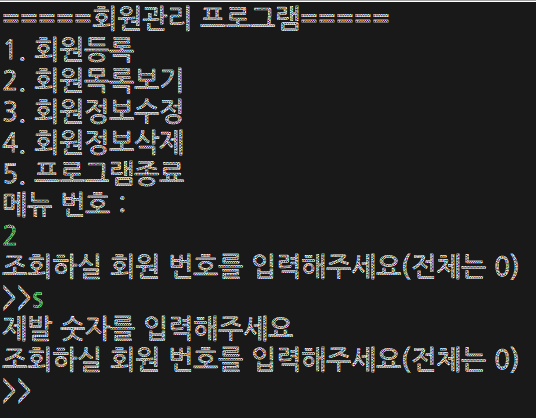 =====회원관리 프로그램=====
1. 회원등록
2. 회원목록보기
3. 회원정보수정
4. 회원정보삭제
5. 프로그램종료
메뉴 번호 :
2
조회하실 회원 번호를 입력해주세요(전체는 0)
>>s
제발 숫자를 입력해주세요
조회하실 회원 번호를 입력해주세요(전체는 0)
>>